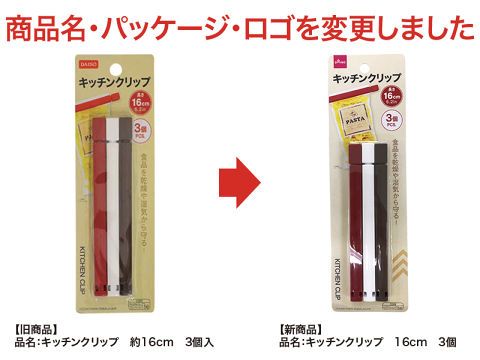 商品名・パッケージ・ロゴを変更しました
DAISO
キッチンクリップ
長さ
16cm
6.2in
3個
PCS.
PASTA
食品を乾燥や湿気から守る！
KITCHEN CLIP
キッチンクリップ
長さ
16cm
6.2in
3個
PCS.
PASTA
食品を乾燥や湿気から守る！
KITCHEN CLIP
【旧商品】
品名：キッチンクリップ　約16cm　3個入
【新商品】
品名：キッチンクリップ　16cm　3個